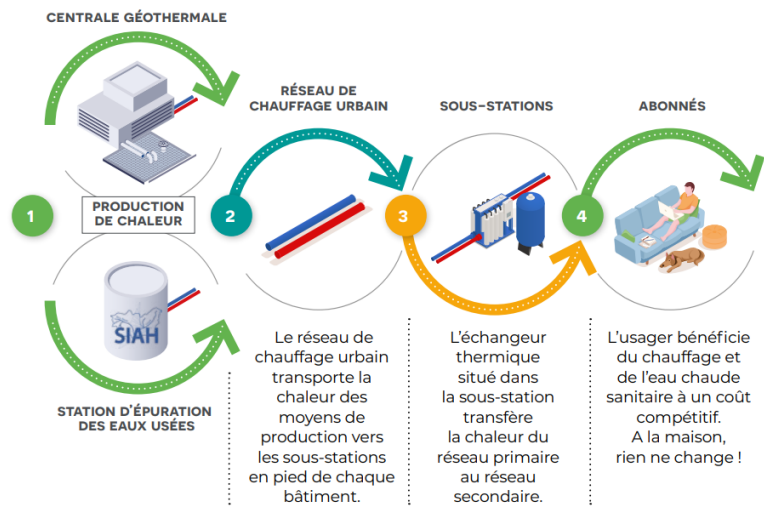 CENTRALE GÉOTHERMALE
1
PRODUCTION
DE CHALEUR
SIAH
STATION D'ÉPURATION
DES EAUX USÉES
RÉSEAU DE
CHAUFFAGE URBAIN
2
Le réseau de
chauffage urbain
transporte la
chaleur des
moyens de
production vers
les sous-stations
en pied de chaque
bâtiment.
SOUS-STATIONS
3
L'échangeur
thermique
situé dans
la sous-station
transfère
la chaleur du
réseau primaire
au réseau
secondaire.
ABONNÉS
4
L'usager bénéficie
du chauffage et
de l'eau chaude
sanitaire à un coût
compétitif.
A la maison,
rien ne change !